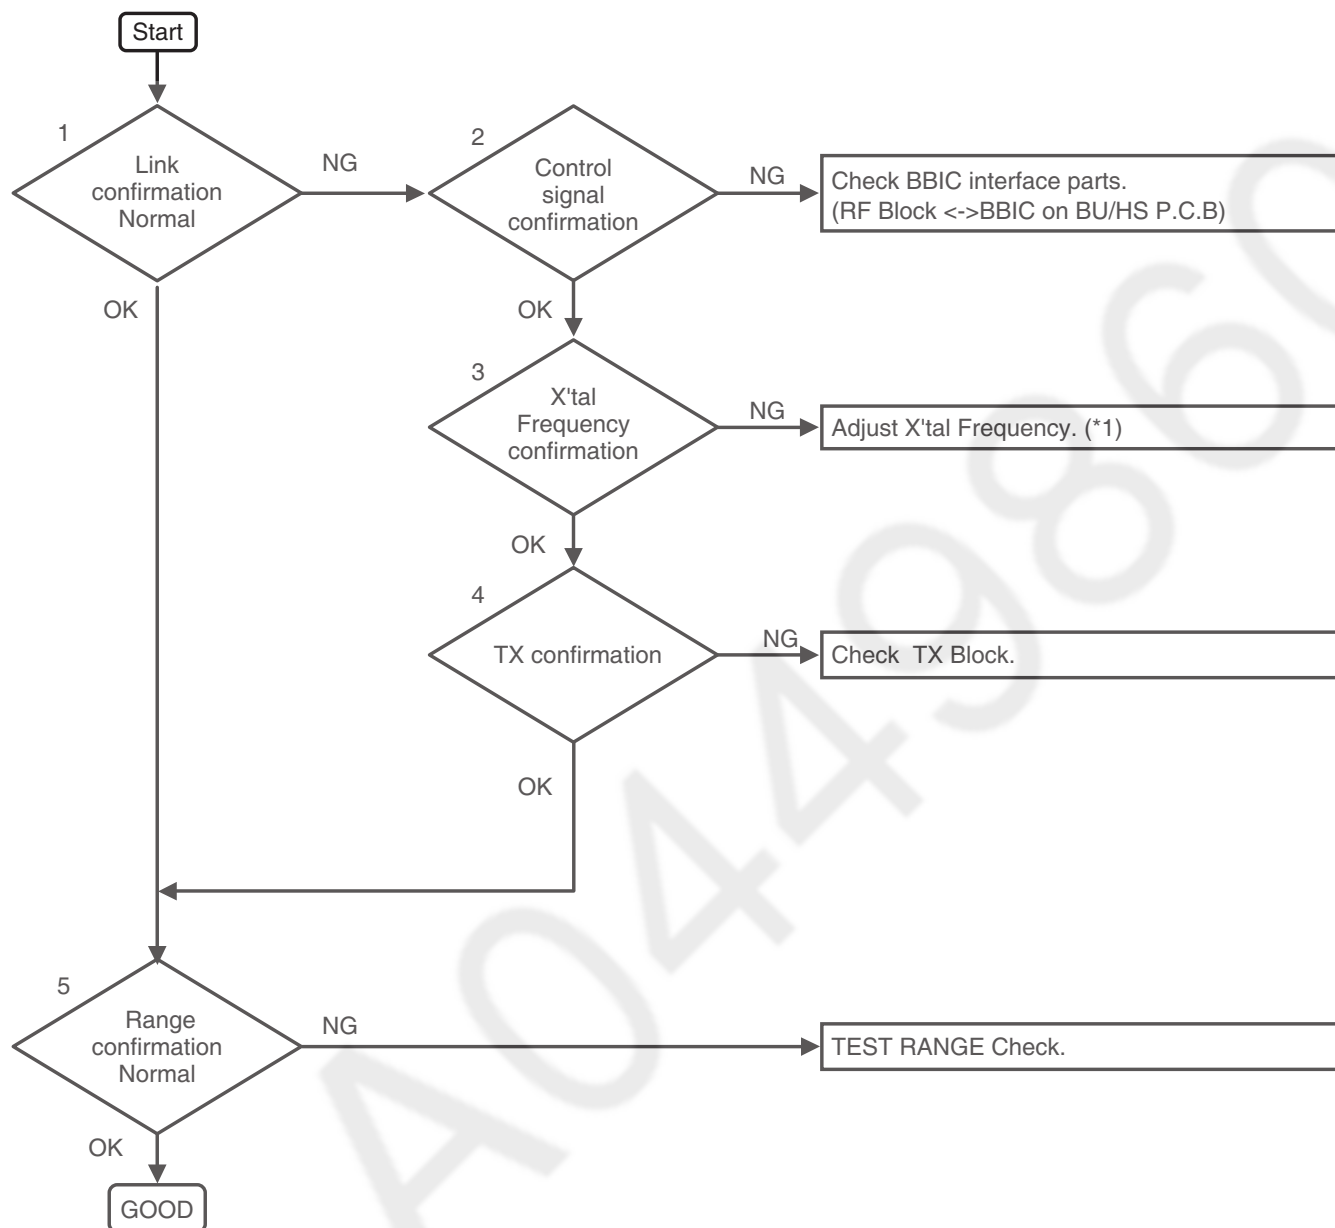 Start
1
Link
confirmation
Normal
NG
2
Control
signal
confirmation
NG
Check BBIC interface parts.
(RF Block <->BBIC on BU/HS P.C.B)
OK
OK
3
X'tal
Frequency
confirmation
NG
Adjust X'tal Frequency. (*1)
OK
4
TX confirmation
NG
Check TX Block.
OK
5
Range
confirmation
Normal
NG
TEST RANGE Check.
OK
GOOD
A044986